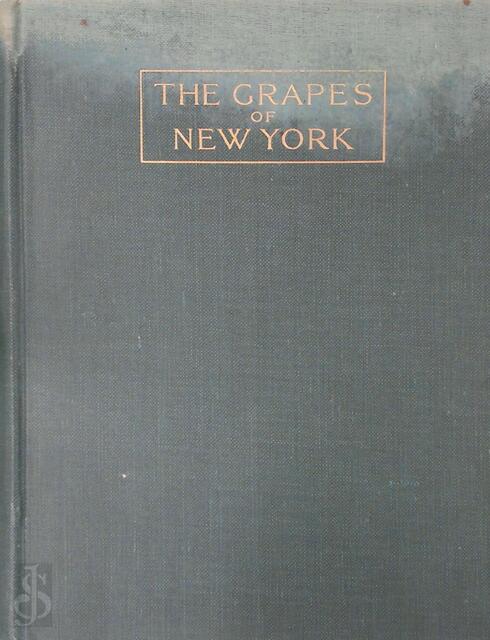 THE GRAPES
OF
NEW YORK